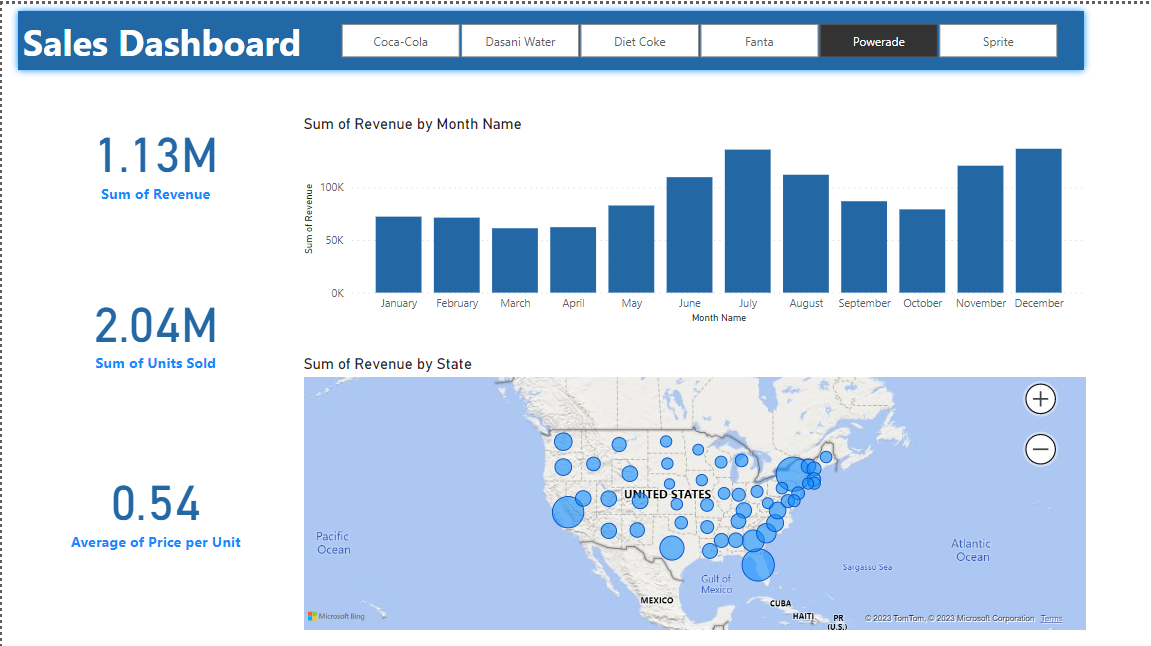 Sales Dashboard
Coca-Cola
Dasani Water
Diet Coke
Fanta
Powerade
Sprite
1.13M
Sum of Revenue
2.04M
Sum of Units Sold
0.54
Average of Price per Unit
Sum of Revenue by Month Name
Sum of Revenue
100K
50K
0K
January
February
March
April
May
June
July
August
September
October
November
December
Month Name
Sum of Revenue by State
UNITED STATES
Pacific
Ocean
Atlantic
Ocean
Sargasso Sea
Gulf of
Mexico
MEXICO
CUBA
HAITI
PR
(U.S.)
Microsoft Bing
© 2023 TomTom, © 2023 Microsoft Corporation Terms